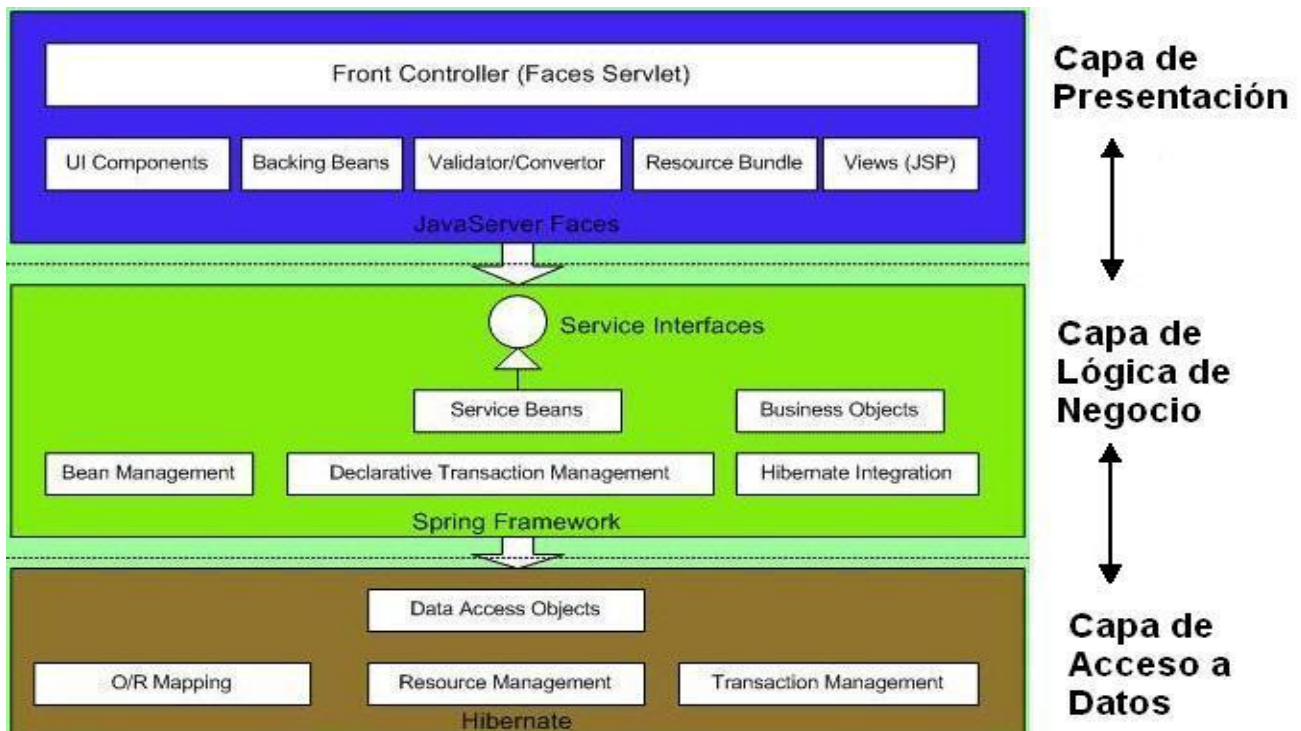 Front Controller (Faces Servlet)
UI Components
Backing Beans
Validator/Convertor
Resource Bundle
Views (JSP)
JavaServer Faces
Capa de
Presentación
Service Interfaces
Service Beans
Business Objects
Bean Management
Declarative Transaction Management
Hibernate Integration
Spring Framework
Capa de
Lógica de
Negocio
Data Access Objects
O/R Mapping
Resource Management
Transaction Management
Hibernate
Capa de
Acceso a
Datos